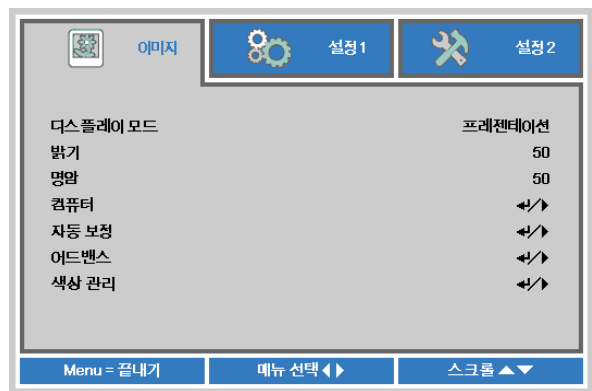 이미지 설정 1 설정 2
디스플레이 모드 프레젠테이션
밝기 50
명암 50
컴퓨터 ↵/▶
자동 보정 ↵/▶
어드밴스 ↵/▶
색상 관리 ↵/▶
Menu = 끝내기 메뉴 선택 ◀▶ 스크롤 ▲▼